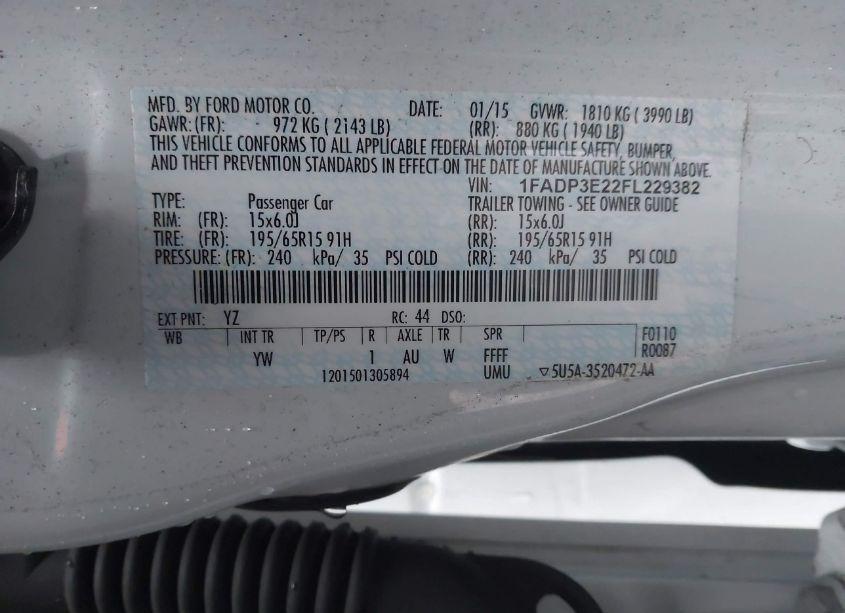 MFD. BY FORD MOTOR CO. DATE: 01/15 GVWR: 1810 KG ( 3990 LB)
GAWR: (FR): - 972 KG ( 2143 LB) (RR): 880 KG ( 1940 LB)
THIS VEHICLE CONFORMS TO ALL APPLICABLE FEDERAL MOTOR VEHICLE SAFETY, BUMPER,
AND THEFT PREVENTION STANDARDS IN EFFECT ON THE DATE OF MANUFACTURE SHOWN ABOVE.
VIN: 1FADP3E22FL229382
TYPE: Passenger Car TRAILER TOWING - SEE OWNER GUIDE
RIM: (FR): 15x6.0J (RR): 15x6.0J
TIRE: (FR): 195/65R15 91H (RR): 195/65R15 91H
PRESSURE: (FR): 240 kPa/ 35 PSI COLD (RR): 240 kPa/ 35 PSI COLD
EXT PNT: YZ RC: 44 DSO:
WB INT TR TP/PS R AXLE TR SPR F0110
YW 1 AU W FFFF R0087
1201501305894 UMU ▽5U5A-3520472-AA